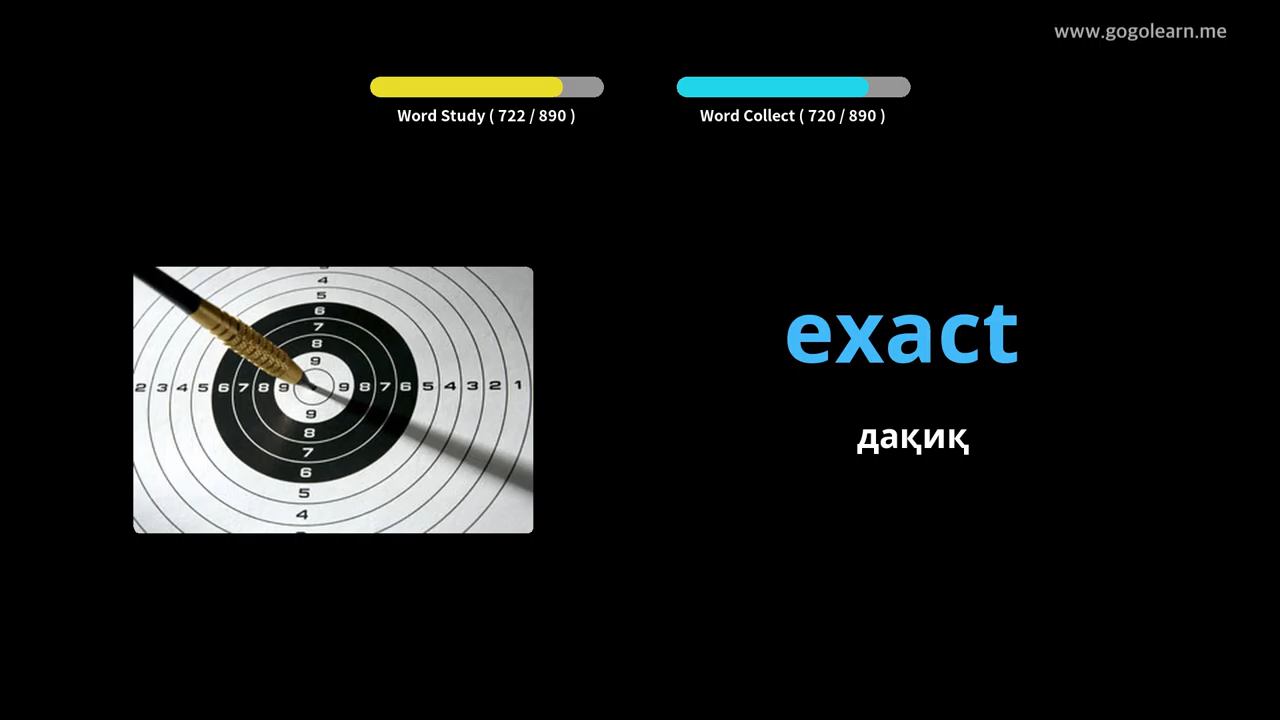 www.gogolearn.me
Word Study ( 722 / 890 )
Word Collect ( 720 / 890 )
4
5
6
7
8
9
2 3 4 5 6 7 8 9 9 8 7 6 5 4 3 2 1
9
8
7
6
5
4
exact
дақиқ